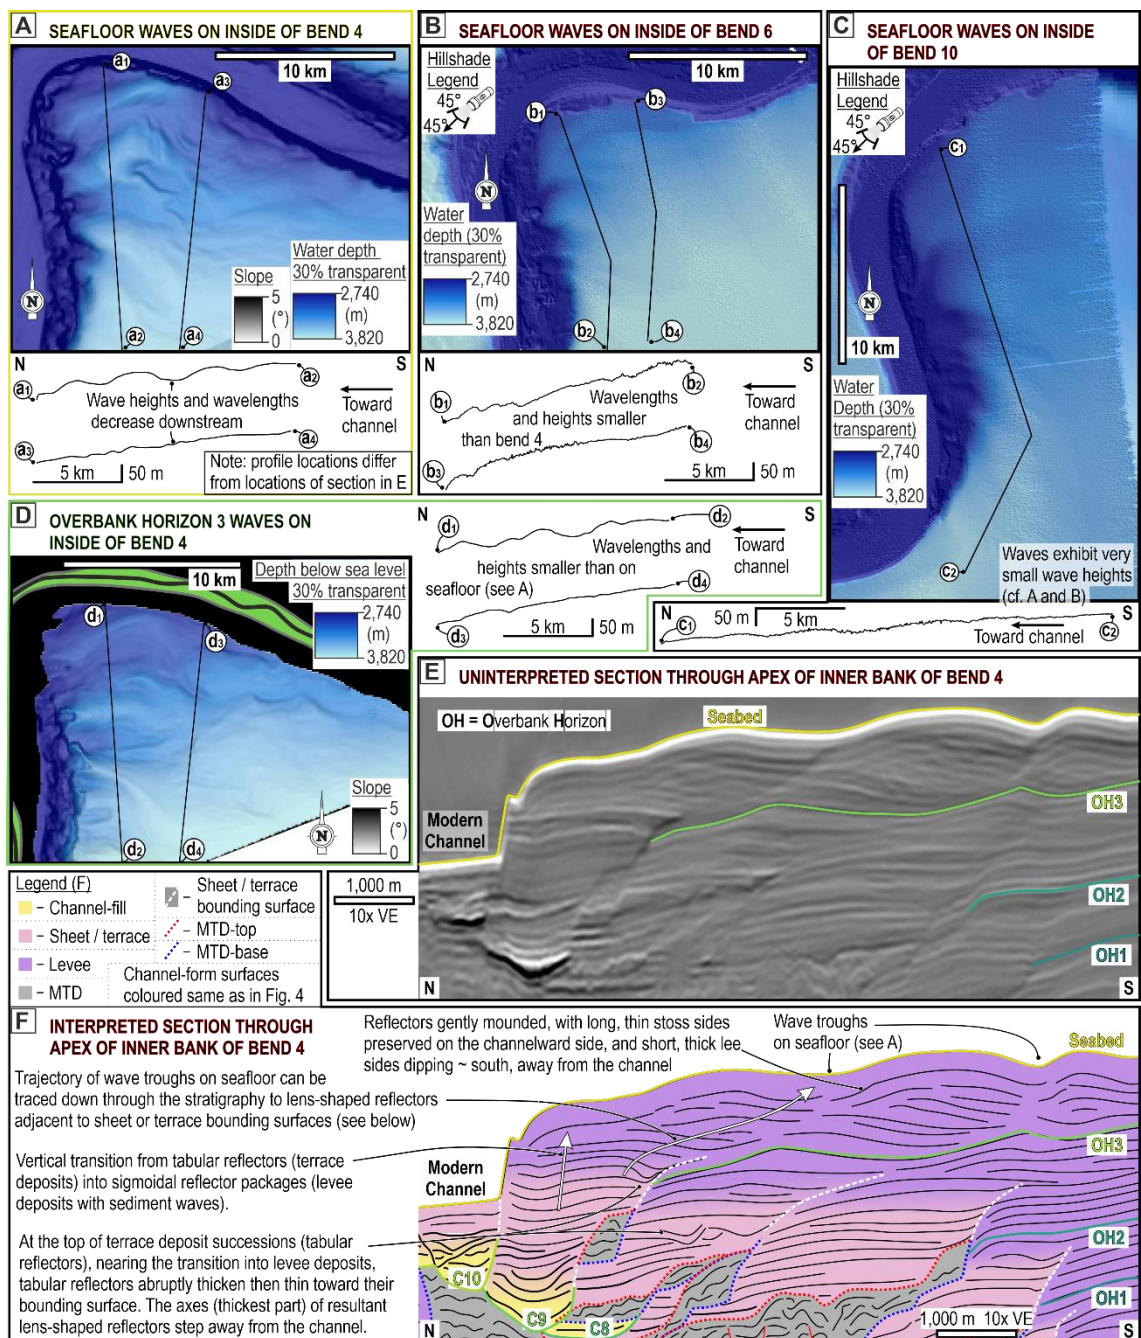 A SEAFLOOR WAVES ON INSIDE OF BEND 4
a1
a3
10 km
N
Slope
5
(°)
0
Water depth
30% transparent
2,740
(m)
3,820
a2
a4
N
S
a1
a2
Wave heights and wavelengths
decrease downstream
Toward
channel
a3
a4
5 km
50 m
Note: profile locations differ
from locations of section in E
B SEAFLOOR WAVES ON INSIDE OF BEND 6
Hillshade
Legend
45°
45°
10 km
b1
b3
N
Water
depth (30%
transparent)
2,740
(m)
3,820
b2
b4
N
S
b1
b2
Wavelengths
and heights smaller
than bend 4
Toward
channel
b3
b4
5 km
50 m
C SEAFLOOR WAVES ON INSIDE
OF BEND 10
Hillshade
Legend
45°
45°
c1
N
10 km
Water
Depth (30%
transparent)
2,740
(m)
3,820
c2
Waves exhibit very
small wave heights
(cf. A and B)
N
S
c1
50 m
5 km
Toward channel
c2
D OVERBANK HORIZON 3 WAVES ON
INSIDE OF BEND 4
10 km
Depth below sea level
30% transparent
2,740
(m)
3,820
d1
d3
Slope
5
(°)
0
N
d2
d4
N
S
d1
d2
Wavelengths and
heights smaller than on
seafloor (see A)
Toward
channel
d4
d3
5 km
50 m
E UNINTERPRETED SECTION THROUGH APEX OF INNER BANK OF BEND 4
OH = Overbank Horizon
Seabed
Modern
Channel
OH3
OH2
OH1
N
S
1,000 m
10x VE
Legend (F)
– Channel-fill
– Sheet / terrace
– Levee
– MTD
– Sheet / terrace
bounding surface
– MTD-top
– MTD-base
Channel-form surfaces
coloured same as in Fig. 4
F INTERPRETED SECTION THROUGH
APEX OF INNER BANK OF BEND 4
Reflectors gently mounded, with long, thin stoss sides
preserved on the channelward side, and short, thick lee
sides dipping ~ south, away from the channel
Wave troughs
on seafloor (see A)
Seabed
Trajectory of wave troughs on seafloor can be
traced down through the stratigraphy to lens-shaped reflectors
adjacent to sheet or terrace bounding surfaces (see below)
Vertical transition from tabular reflectors (terrace
deposits) into sigmoidal reflector packages (levee
deposits with sediment waves).
At the top of terrace deposit successions (tabular
reflectors), nearing the transition into levee deposits,
tabular reflectors abruptly thicken then thin toward their
bounding surface. The axes (thickest part) of resultant
lens-shaped reflectors step away from the channel.
Modern
Channel
OH3
OH2
OH1
C10
C9
C8
1,000 m 10x VE
N
S